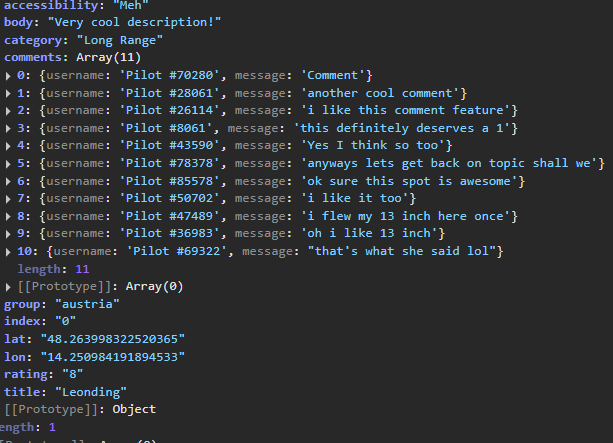 accessibility: "Meh"
body: "Very cool description!"
category: "Long Range"
comments: Array(11)
0: {username: 'Pilot #70280', message: 'Comment'}
1: {username: 'Pilot #28061', message: 'another cool comment'}
2: {username: 'Pilot #26114', message: 'i like this comment feature'}
3: {username: 'Pilot #8061', message: 'this definitely deserves a 1'}
4: {username: 'Pilot #43590', message: 'Yes I think so too'}
5: {username: 'Pilot #78378', message: 'anyways lets get back on topic shall we'}
6: {username: 'Pilot #85578', message: 'ok sure this spot is awesome'}
7: {username: 'Pilot #50702', message: 'i like it too'}
8: {username: 'Pilot #47489', message: 'i flew my 13 inch here once'}
9: {username: 'Pilot #36983', message: 'oh i like 13 inch'}
10: {username: 'Pilot #69322', message: "that's what she said lol"}
length: 11
[[Prototype]]: Array(0)
group: "austria"
index: "0"
lat: "48.263998322520365"
lon: "14.250984191894533"
rating: "8"
title: "Leonding"
[[Prototype]]: Object
ength: 1